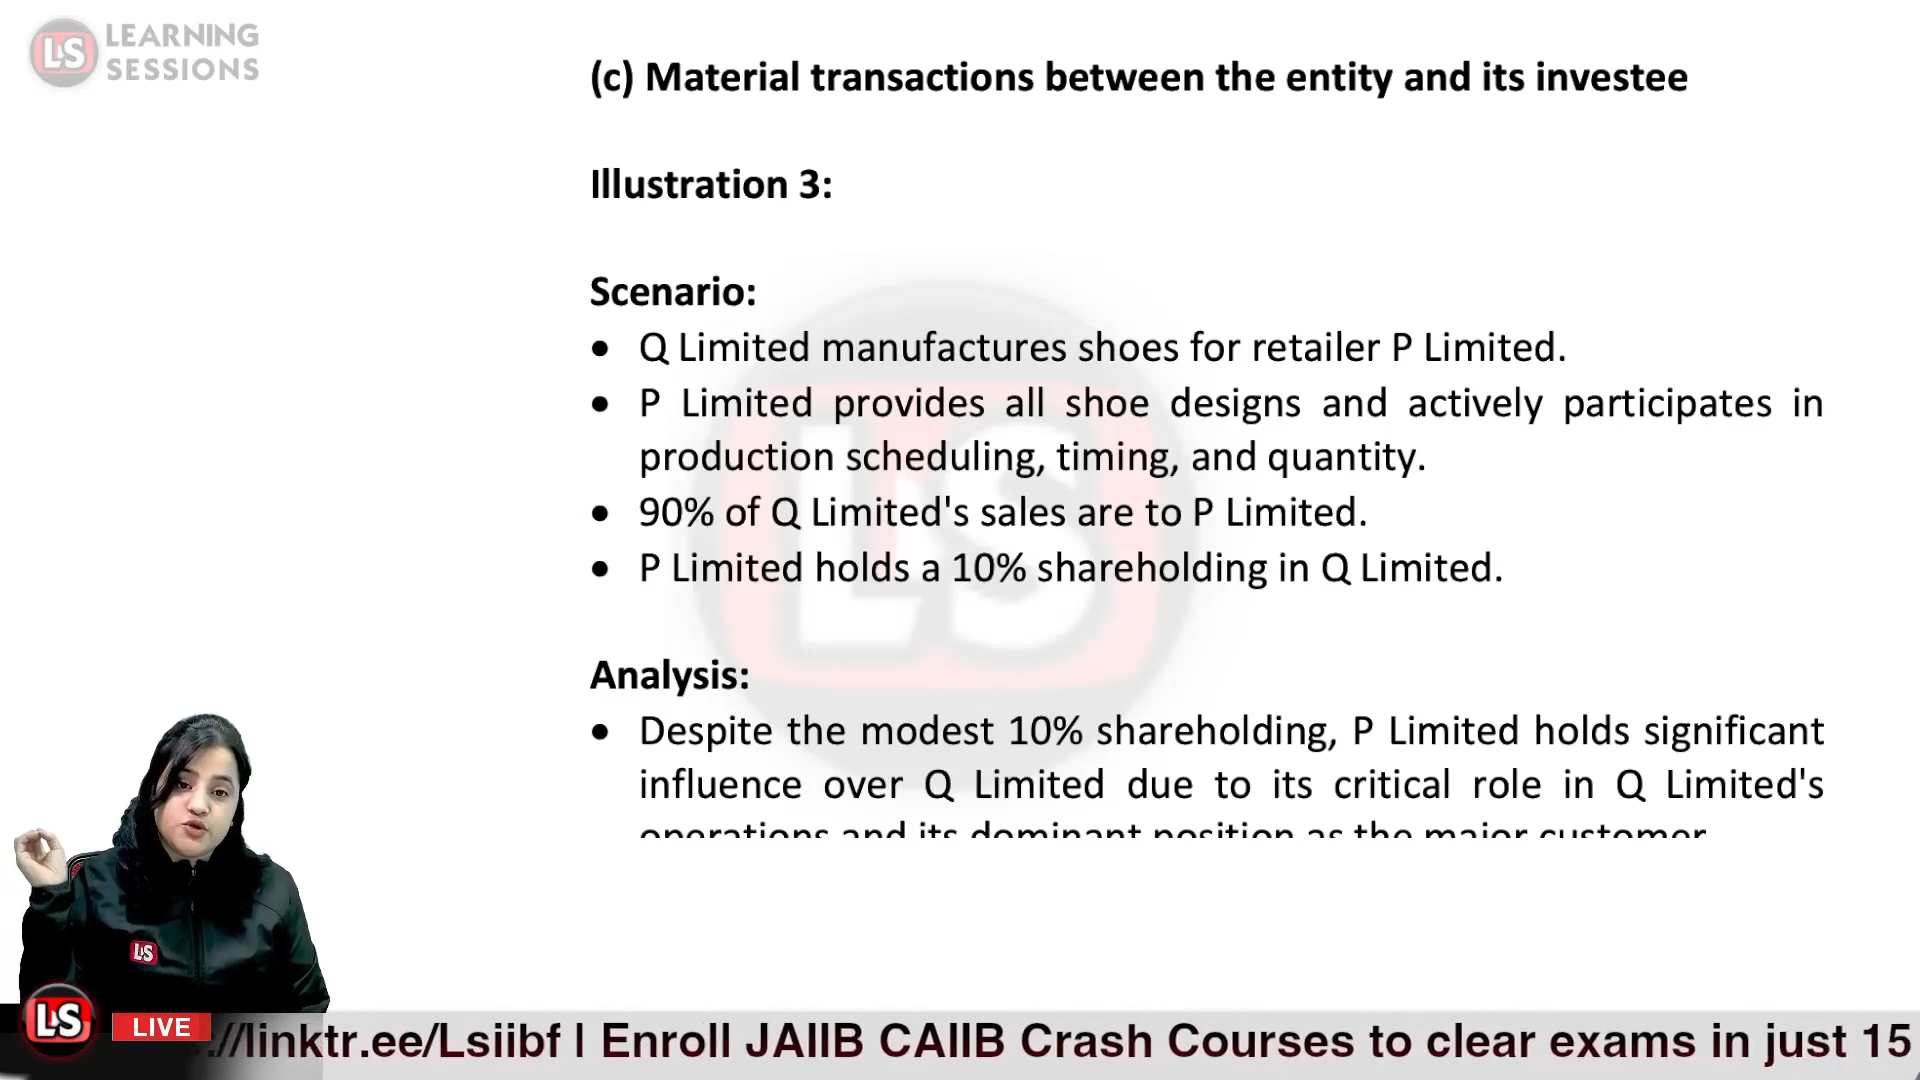 LS LEARNING
SESSIONS
(c) Material transactions between the entity and its investee
Illustration 3:
Scenario:
• Q Limited manufactures shoes for retailer P Limited.
• P Limited provides all shoe designs and actively participates in
production scheduling, timing, and quantity.
• 90% of Q Limited's sales are to P Limited.
• P Limited holds a 10% shareholding in Q Limited.
Analysis:
• Despite the modest 10% shareholding, P Limited holds significant
influence over Q Limited due to its critical role in Q Limited's
operations and its dominant position as the major customer
LS
LS
LS LIVE ://linktr.ee/Lsiibf I Enroll JAIIB CAIIB Crash Courses to clear exams in just 15